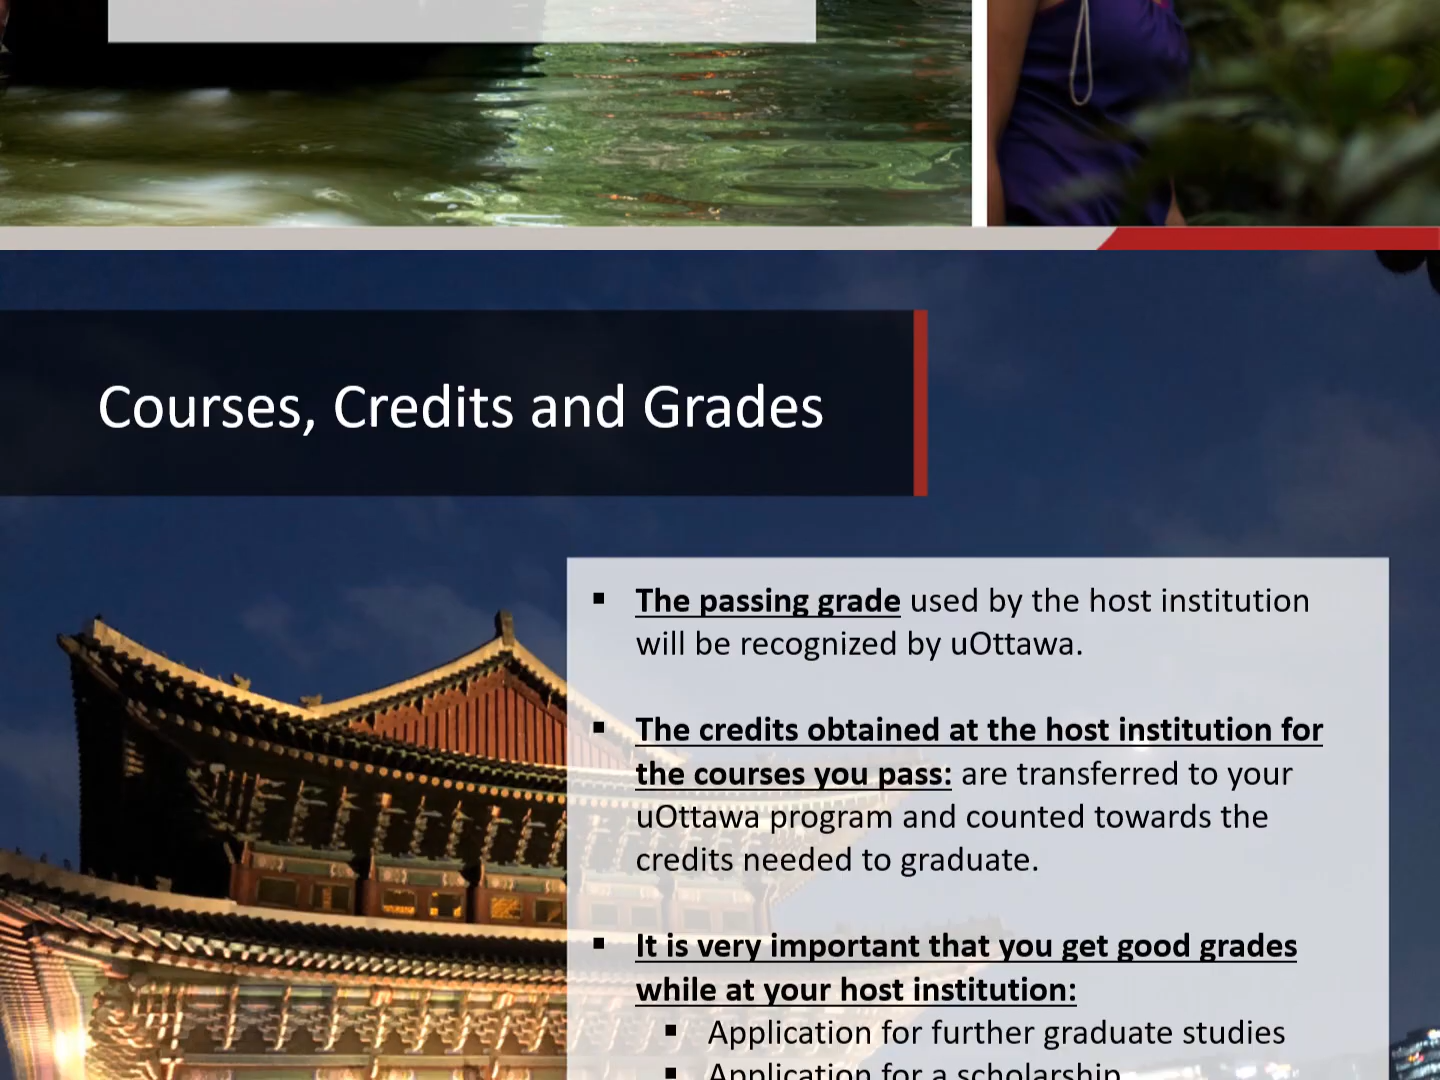 Courses, Credits and Grades
▪ The passing grade used by the host institution
will be recognized by uOttawa.
▪ The credits obtained at the host institution for
the courses you pass: are transferred to your
uOttawa program and counted towards the
credits needed to graduate.
▪ It is very important that you get good grades
while at your host institution:
▪ Application for further graduate studies
▪ Application for a scholarship